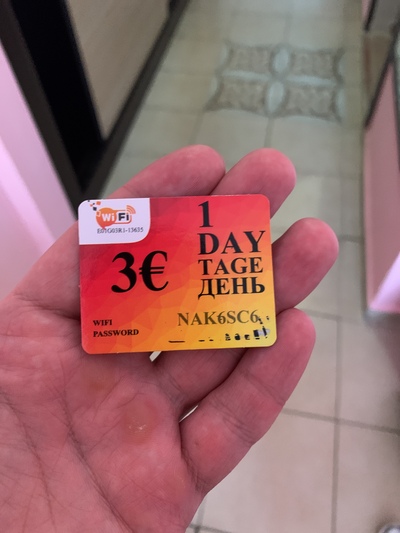 WiFi
3€
1
DAY
TAGE
ДЕНЬ
WIFI
PASSWORD
NAK6SC6